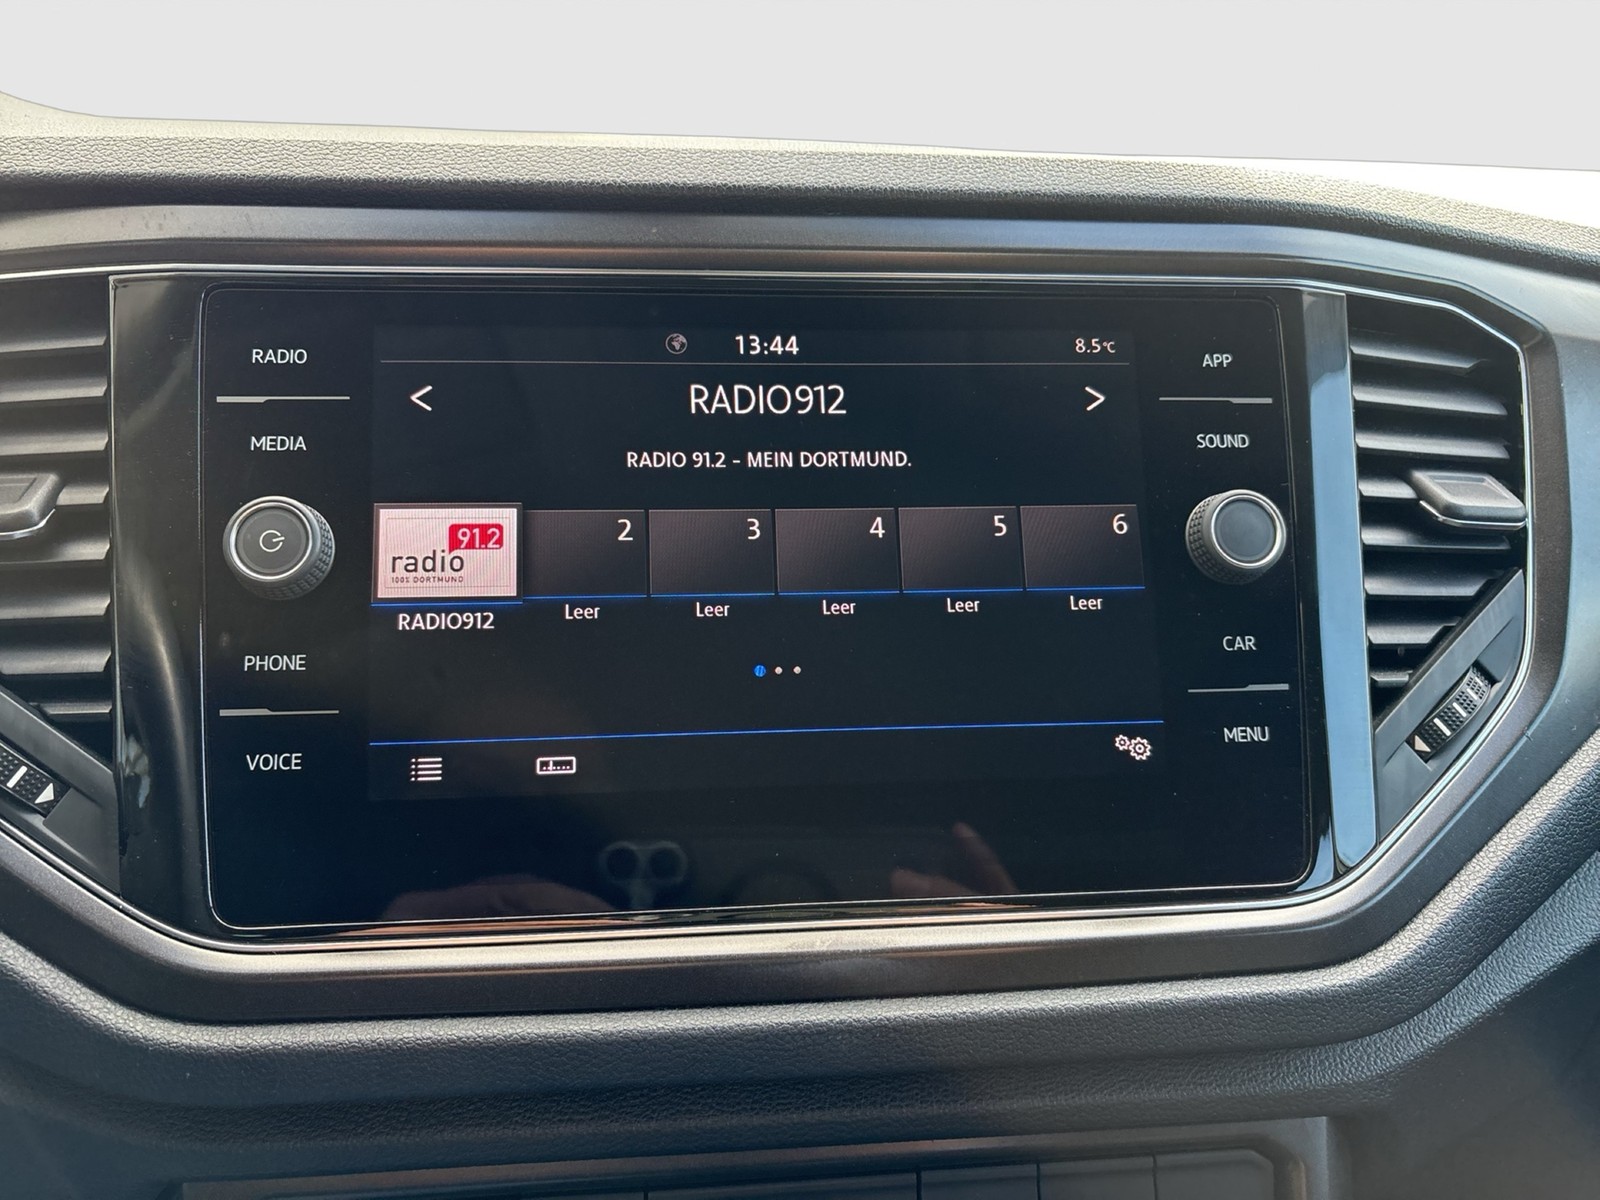 RADIO
MEDIA
PHONE
VOICE
13:44
8.5°C
< RADIO912 >
RADIO 91.2 - MEIN DORTMUND.
91.2
radio
100% DORTMUND
2
3
4
5
6
RADIO912
Leer
Leer
Leer
Leer
Leer
APP
SOUND
CAR
MENU